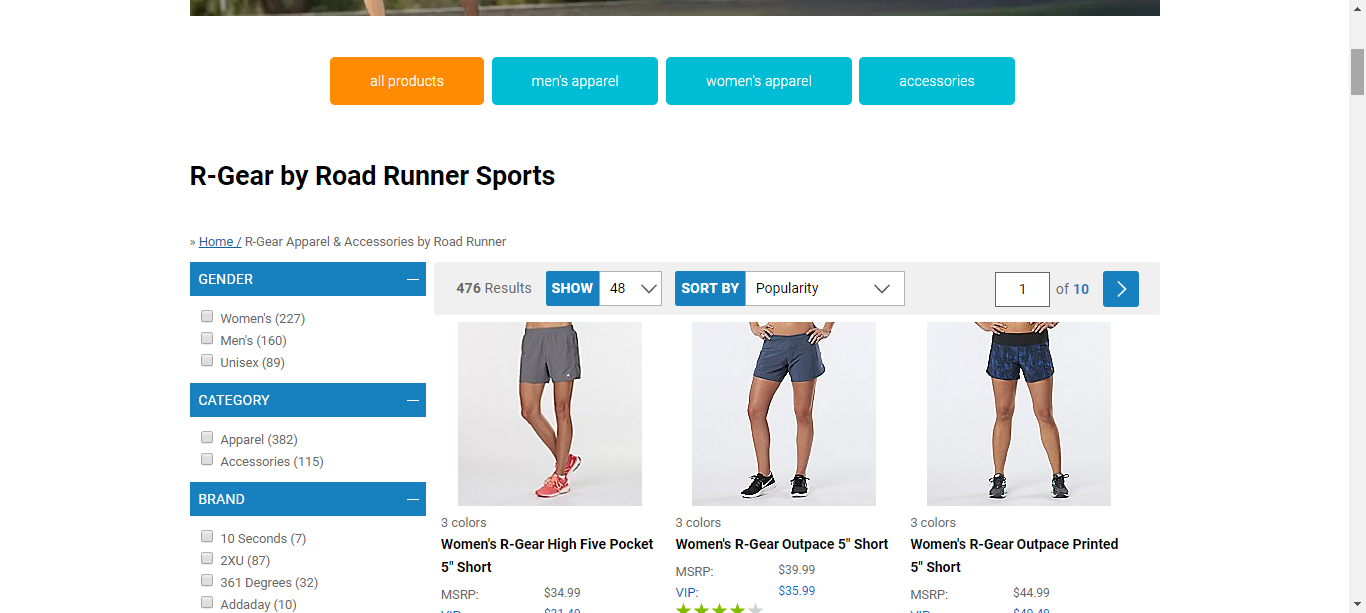 all products
men's apparel
women's apparel
accessories
R-Gear by Road Runner Sports
» Home / R-Gear Apparel & Accessories by Road Runner
GENDER
Women's (227)
Men's (160)
Unisex (89)
CATEGORY
Apparel (382)
Accessories (115)
BRAND
10 Seconds (7)
2XU (87)
361 Degrees (32)
Addaday (10)
476 Results
SHOW 48
SORT BY Popularity
1 of 10
3 colors
Women's R-Gear High Five Pocket
5" Short
MSRP: $34.99
VIP: $31.49
3 colors
Women's R-Gear Outpace 5" Short
MSRP: $39.99
VIP: $35.99
3 colors
Women's R-Gear Outpace Printed
5" Short
MSRP: $44.99
VIP: $40.49